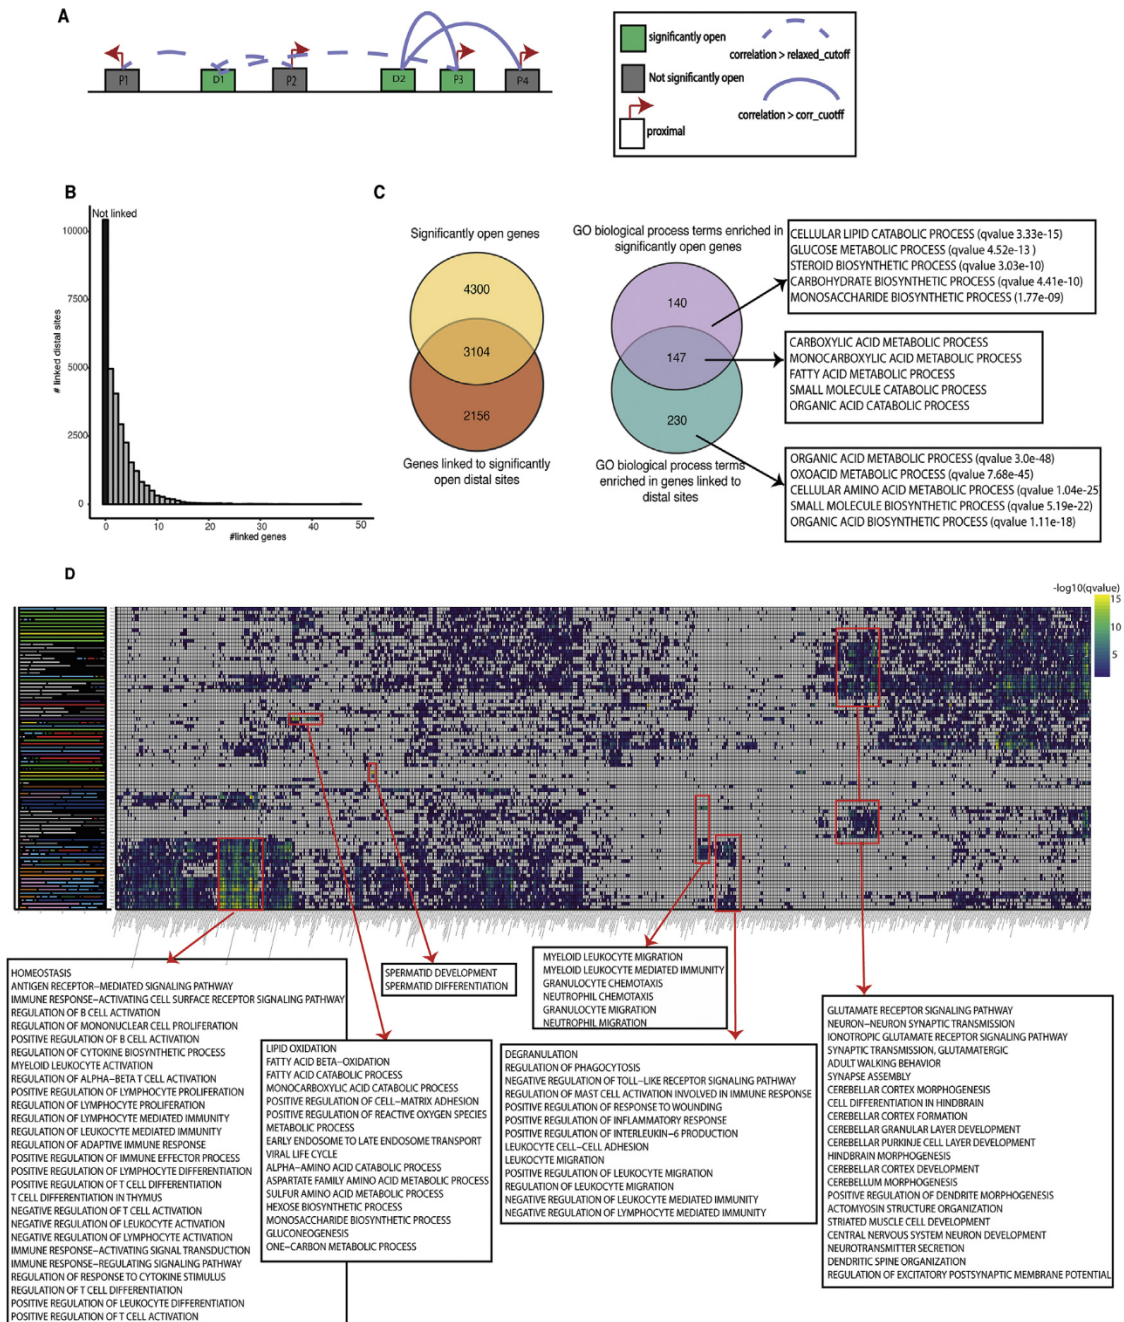 A
P1
D1
P2
D2
P3
P4
significantly open
Not significantly open
proximal
correlation > relaxed_cutoff
correlation > corr_cuotff
B
Not linked
10000
7500
5000
2500
0
# linked distal sites
0
10
20
30
40
50
#linked genes
C
Significantly open genes
4300
3104
2156
Genes linked to significantly
open distal sites
GO biological process terms enriched in
significantly open genes
140
147
230
GO biological process terms
enriched in genes linked to
distal sites
CELLULAR LIPID CATABOLIC PROCESS (qvalue 3.33e-15)
GLUCOSE METABOLIC PROCESS (qvalue 4.52e-13 )
STEROID BIOSYNTHETIC PROCESS (qvalue 3.03e-10)
CARBOHYDRATE BIOSYNTHETIC PROCESS (qvalue 4.41e-10)
MONOSACCHARIDE BIOSYNTHETIC PROCESS (1.77e-09)
CARBOXYLIC ACID METABOLIC PROCESS
MONOCARBOXYLIC ACID METABOLIC PROCESS
FATTY ACID METABOLIC PROCESS
SMALL MOLECULE CATABOLIC PROCESS
ORGANIC ACID CATABOLIC PROCESS
ORGANIC ACID METABOLIC PROCESS (qvalue 3.0e-48)
OXOACID METABOLIC PROCESS (qvalue 7.68e-45)
CELLULAR AMINO ACID METABOLIC PROCESS (qvalue 1.04e-25
SMALL MOLECULE BIOSYNTHETIC PROCESS (qvalue 5.19e-22)
ORGANIC ACID BIOSYNTHETIC PROCESS (qvalue 1.11e-18)
D
-log10(qvalue)
15
10
5
HOMEOSTASIS
ANTIGEN RECEPTOR−MEDIATED SIGNALING PATHWAY
IMMUNE RESPONSE−ACTIVATING CELL SURFACE RECEPTOR SIGNALING PATHWAY
REGULATION OF B CELL ACTIVATION
REGULATION OF MONONUCLEAR CELL PROLIFERATION
POSITIVE REGULATION OF B CELL ACTIVATION
REGULATION OF CYTOKINE BIOSYNTHETIC PROCESS
MYELOID LEUKOCYTE ACTIVATION
REGULATION OF ALPHA−BETA T CELL ACTIVATION
POSITIVE REGULATION OF LYMPHOCYTE PROLIFERATION
REGULATION OF LYMPHOCYTE PROLIFERATION
REGULATION OF LYMPHOCYTE MEDIATED IMMUNITY
REGULATION OF LEUKOCYTE MEDIATED IMMUNITY
REGULATION OF ADAPTIVE IMMUNE RESPONSE
POSITIVE REGULATION OF IMMUNE EFFECTOR PROCESS
POSITIVE REGULATION OF LYMPHOCYTE DIFFERENTIATION
POSITIVE REGULATION OF T CELL DIFFERENTIATION
T CELL DIFFERENTIATION IN THYMUS
NEGATIVE REGULATION OF T CELL ACTIVATION
NEGATIVE REGULATION OF LEUKOCYTE ACTIVATION
NEGATIVE REGULATION OF LYMPHOCYTE ACTIVATION
IMMUNE RESPONSE−ACTIVATING SIGNAL TRANSDUCTION
IMMUNE RESPONSE−REGULATING SIGNALING PATHWAY
REGULATION OF RESPONSE TO CYTOKINE STIMULUS
REGULATION OF T CELL DIFFERENTIATION
POSITIVE REGULATION OF LEUKOCYTE DIFFERENTIATION
POSITIVE REGULATION OF T CELL ACTIVATION
LIPID OXIDATION
FATTY ACID BETA−OXIDATION
FATTY ACID CATABOLIC PROCESS
MONOCARBOXYLIC ACID CATABOLIC PROCESS
POSITIVE REGULATION OF CELL−MATRIX ADHESION
POSITIVE REGULATION OF REACTIVE OXYGEN SPECIES
METABOLIC PROCESS
EARLY ENDOSOME TO LATE ENDOSOME TRANSPORT
VIRAL LIFE CYCLE
ALPHA−AMINO ACID CATABOLIC PROCESS
ASPARTATE FAMILY AMINO ACID METABOLIC PROCESS
SULFUR AMINO ACID METABOLIC PROCESS
HEXOSE BIOSYNTHETIC PROCESS
MONOSACCHARIDE BIOSYNTHETIC PROCESS
GLUCONEOGENESIS
ONE−CARBON METABOLIC PROCESS
SPERMATID DEVELOPMENT
SPERMATID DIFFERENTIATION
MYELOID LEUKOCYTE MIGRATION
MYELOID LEUKOCYTE MEDIATED IMMUNITY
GRANULOCYTE CHEMOTAXIS
NEUTROPHIL CHEMOTAXIS
GRANULOCYTE MIGRATION
NEUTROPHIL MIGRATION
DEGRANULATION
REGULATION OF PHAGOCYTOSIS
NEGATIVE REGULATION OF TOLL−LIKE RECEPTOR SIGNALING PATHWAY
REGULATION OF MAST CELL ACTIVATION INVOLVED IN IMMUNE RESPONSE
POSITIVE REGULATION OF RESPONSE TO WOUNDING
POSITIVE REGULATION OF INFLAMMATORY RESPONSE
POSITIVE REGULATION OF INTERLEUKIN−6 PRODUCTION
LEUKOCYTE CELL−CELL ADHESION
LEUKOCYTE MIGRATION
POSITIVE REGULATION OF LEUKOCYTE MIGRATION
REGULATION OF LEUKOCYTE MIGRATION
NEGATIVE REGULATION OF LEUKOCYTE MEDIATED IMMUNITY
NEGATIVE REGULATION OF LYMPHOCYTE MEDIATED IMMUNITY
GLUTAMATE RECEPTOR SIGNALING PATHWAY
NEURON−NEURON SYNAPTIC TRANSMISSION
IONOTROPIC GLUTAMATE RECEPTOR SIGNALING PATHWAY
SYNAPTIC TRANSMISSION, GLUTAMATERGIC
ADULT WALKING BEHAVIOR
SYNAPSE ASSEMBLY
CEREBELLAR CORTEX MORPHOGENESIS
CELL DIFFERENTIATION IN HINDBRAIN
CEREBELLAR CORTEX FORMATION
CEREBELLAR GRANULAR LAYER DEVELOPMENT
CEREBELLAR PURKINJE CELL LAYER DEVELOPMENT
HINDBRAIN MORPHOGENESIS
CEREBELLAR CORTEX DEVELOPMENT
CEREBELLUM MORPHOGENESIS
POSITIVE REGULATION OF DENDRITE MORPHOGENESIS
ACTOMYOSIN STRUCTURE ORGANIZATION
STRIATED MUSCLE CELL DEVELOPMENT
CENTRAL NERVOUS SYSTEM NEURON DEVELOPMENT
NEUROTRANSMITTER SECRETION
DENDRITIC SPINE ORGANIZATION
REGULATION OF EXCITATORY POSTSYNAPTIC MEMBRANE POTENTIAL